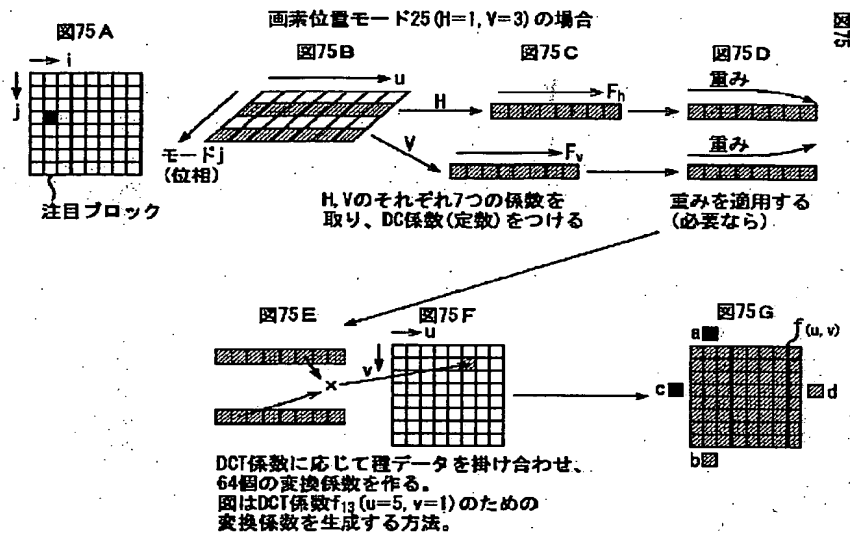 画素位置モード25(H=1, V=3)の場合
図75
図75A
i
j
注目ブロック
図75B
u
モードj
(位相)
H
V
図75C
Fh
Fv
H, Vのそれぞれ7つの係数を
取り、DC係数(定数)をつける
図75D
重み
重み
重みを適用する
(必要なら)
図75E
×
図75F
u
v
DCT係数に応じて種データを掛け合わせ、
64個の変換係数を作る。
図はDCT係数f13(u=5, v=1)のための
変換係数を生成する方法。
図75G
f(u, v)
a
c
d
b